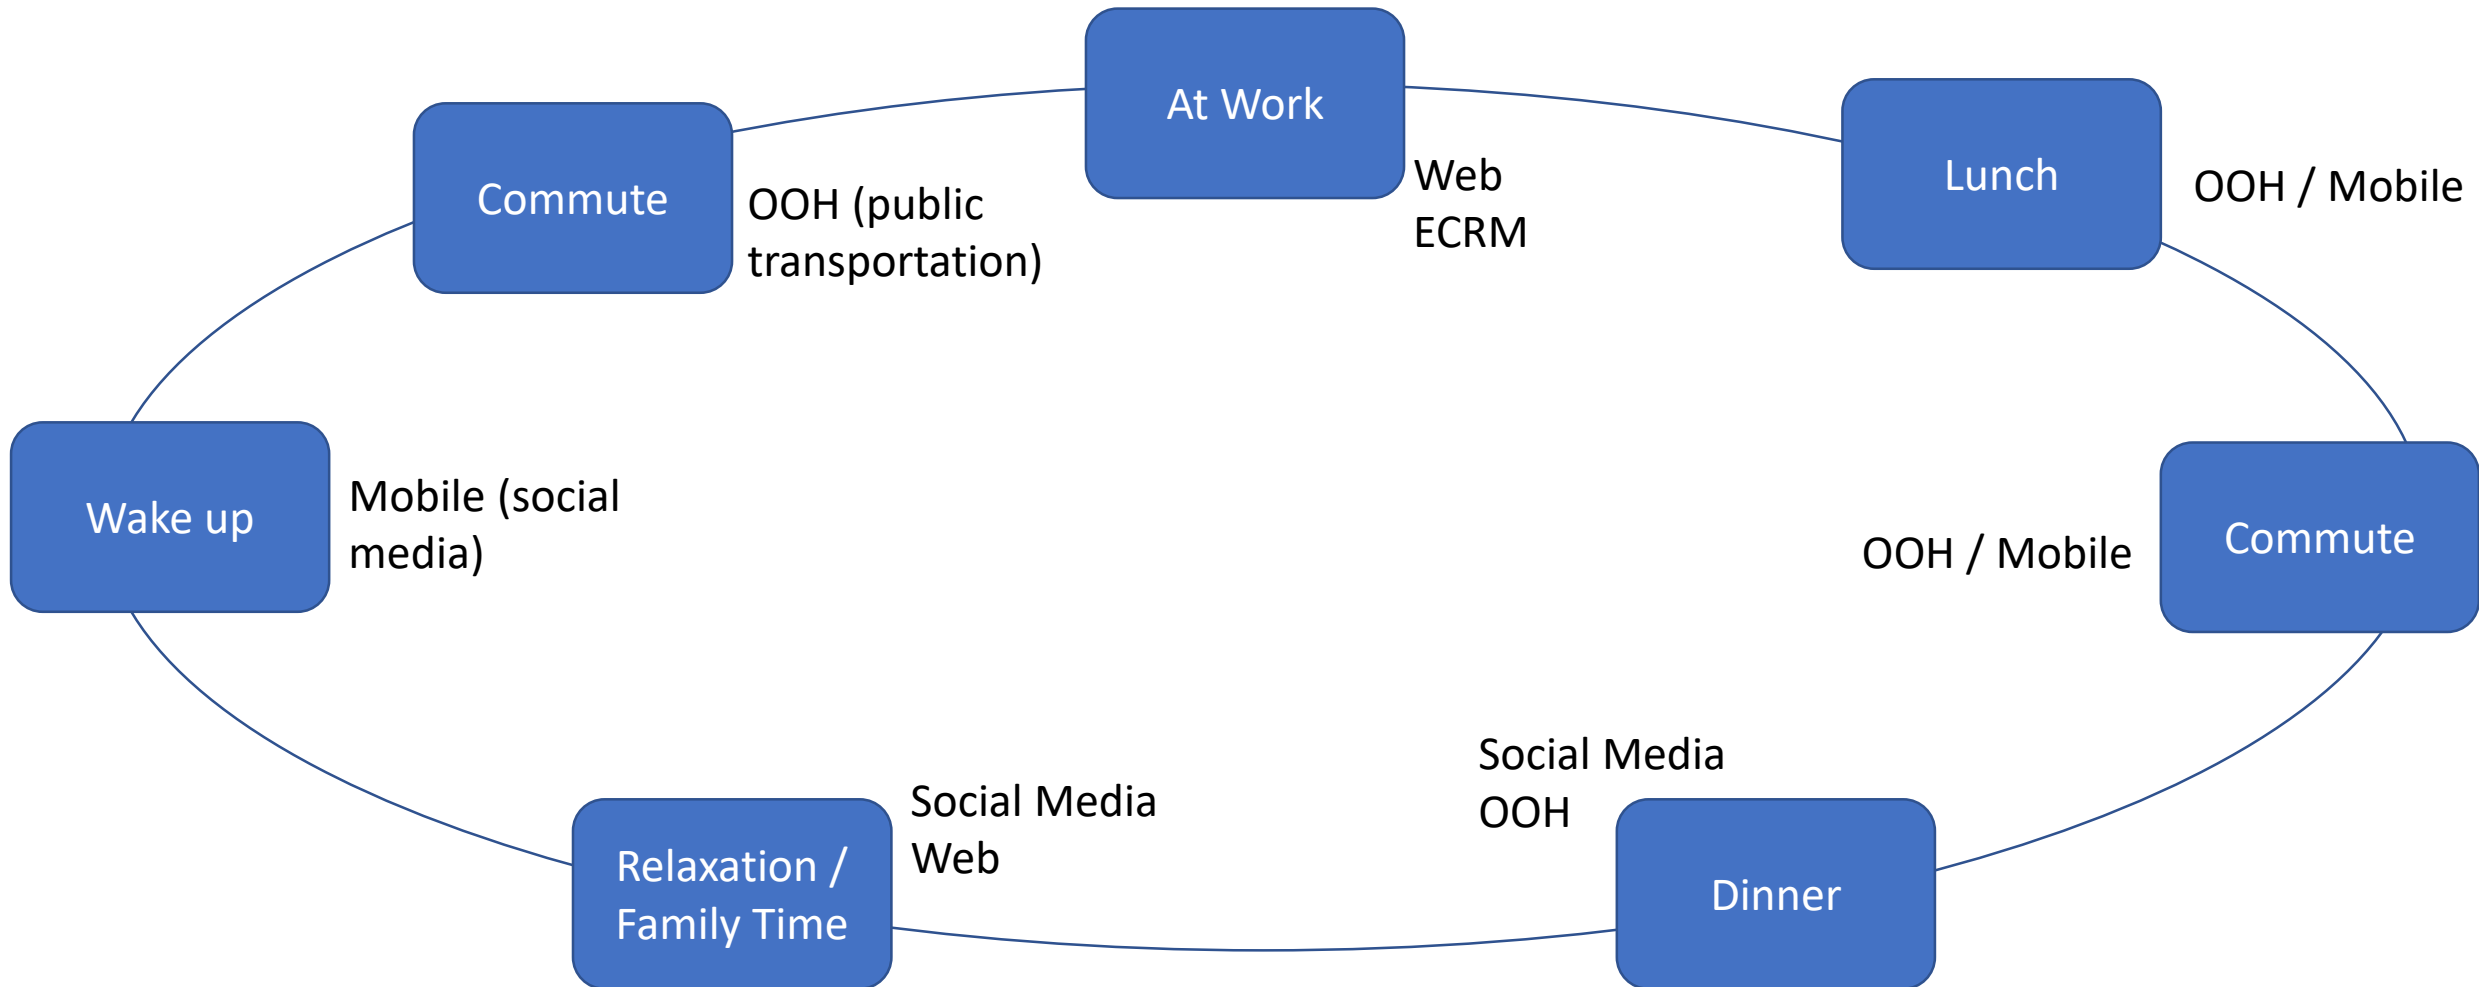 At Work
Web
ECRM
Lunch
OOH / Mobile
Commute
OOH (public
transportation)
Wake up
Mobile (social
media)
OOH / Mobile
Commute
Social Media
OOH
Dinner
Social Media
Web
Relaxation /
Family Time